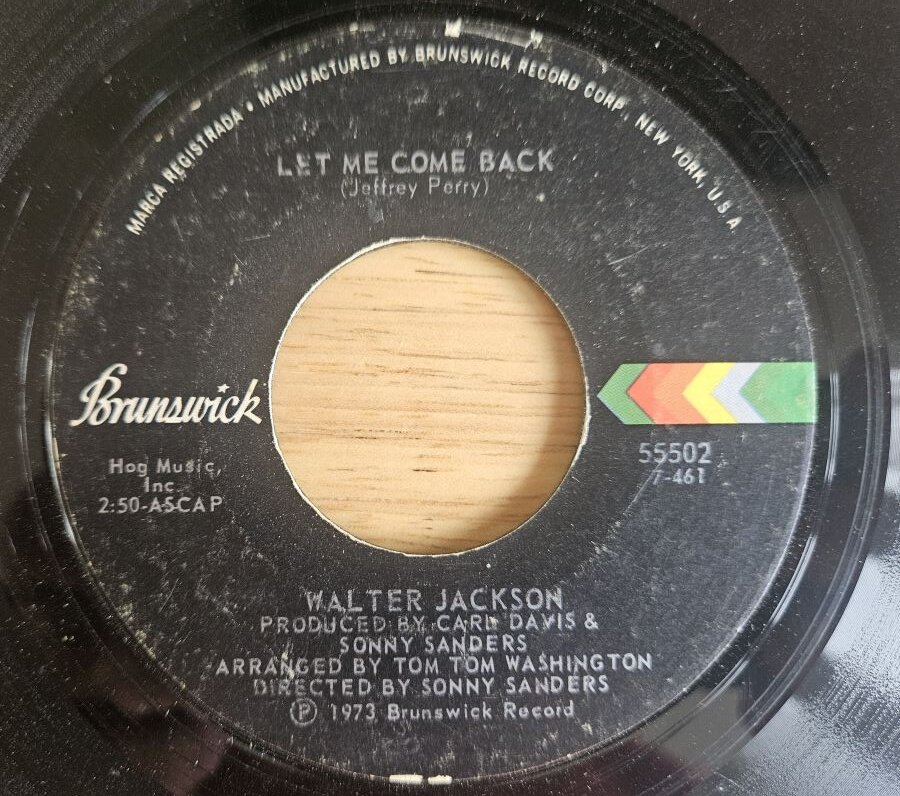 MARCA REGISTRADA • MANUFACTURED BY BRUNSWICK RECORD CORP., NEW YORK, U.S.A.
LET ME COME BACK
(Jeffrey Perry)
Brunswick
Hog Music,
Inc
2:50-ASCAP
55502
7-461
WALTER JACKSON
PRODUCED BY CARL DAVIS &
SONNY SANDERS
ARRANGED BY TOM TOM WASHINGTON
DIRECTED BY SONNY SANDERS
Ⓟ 1973 Brunswick Record